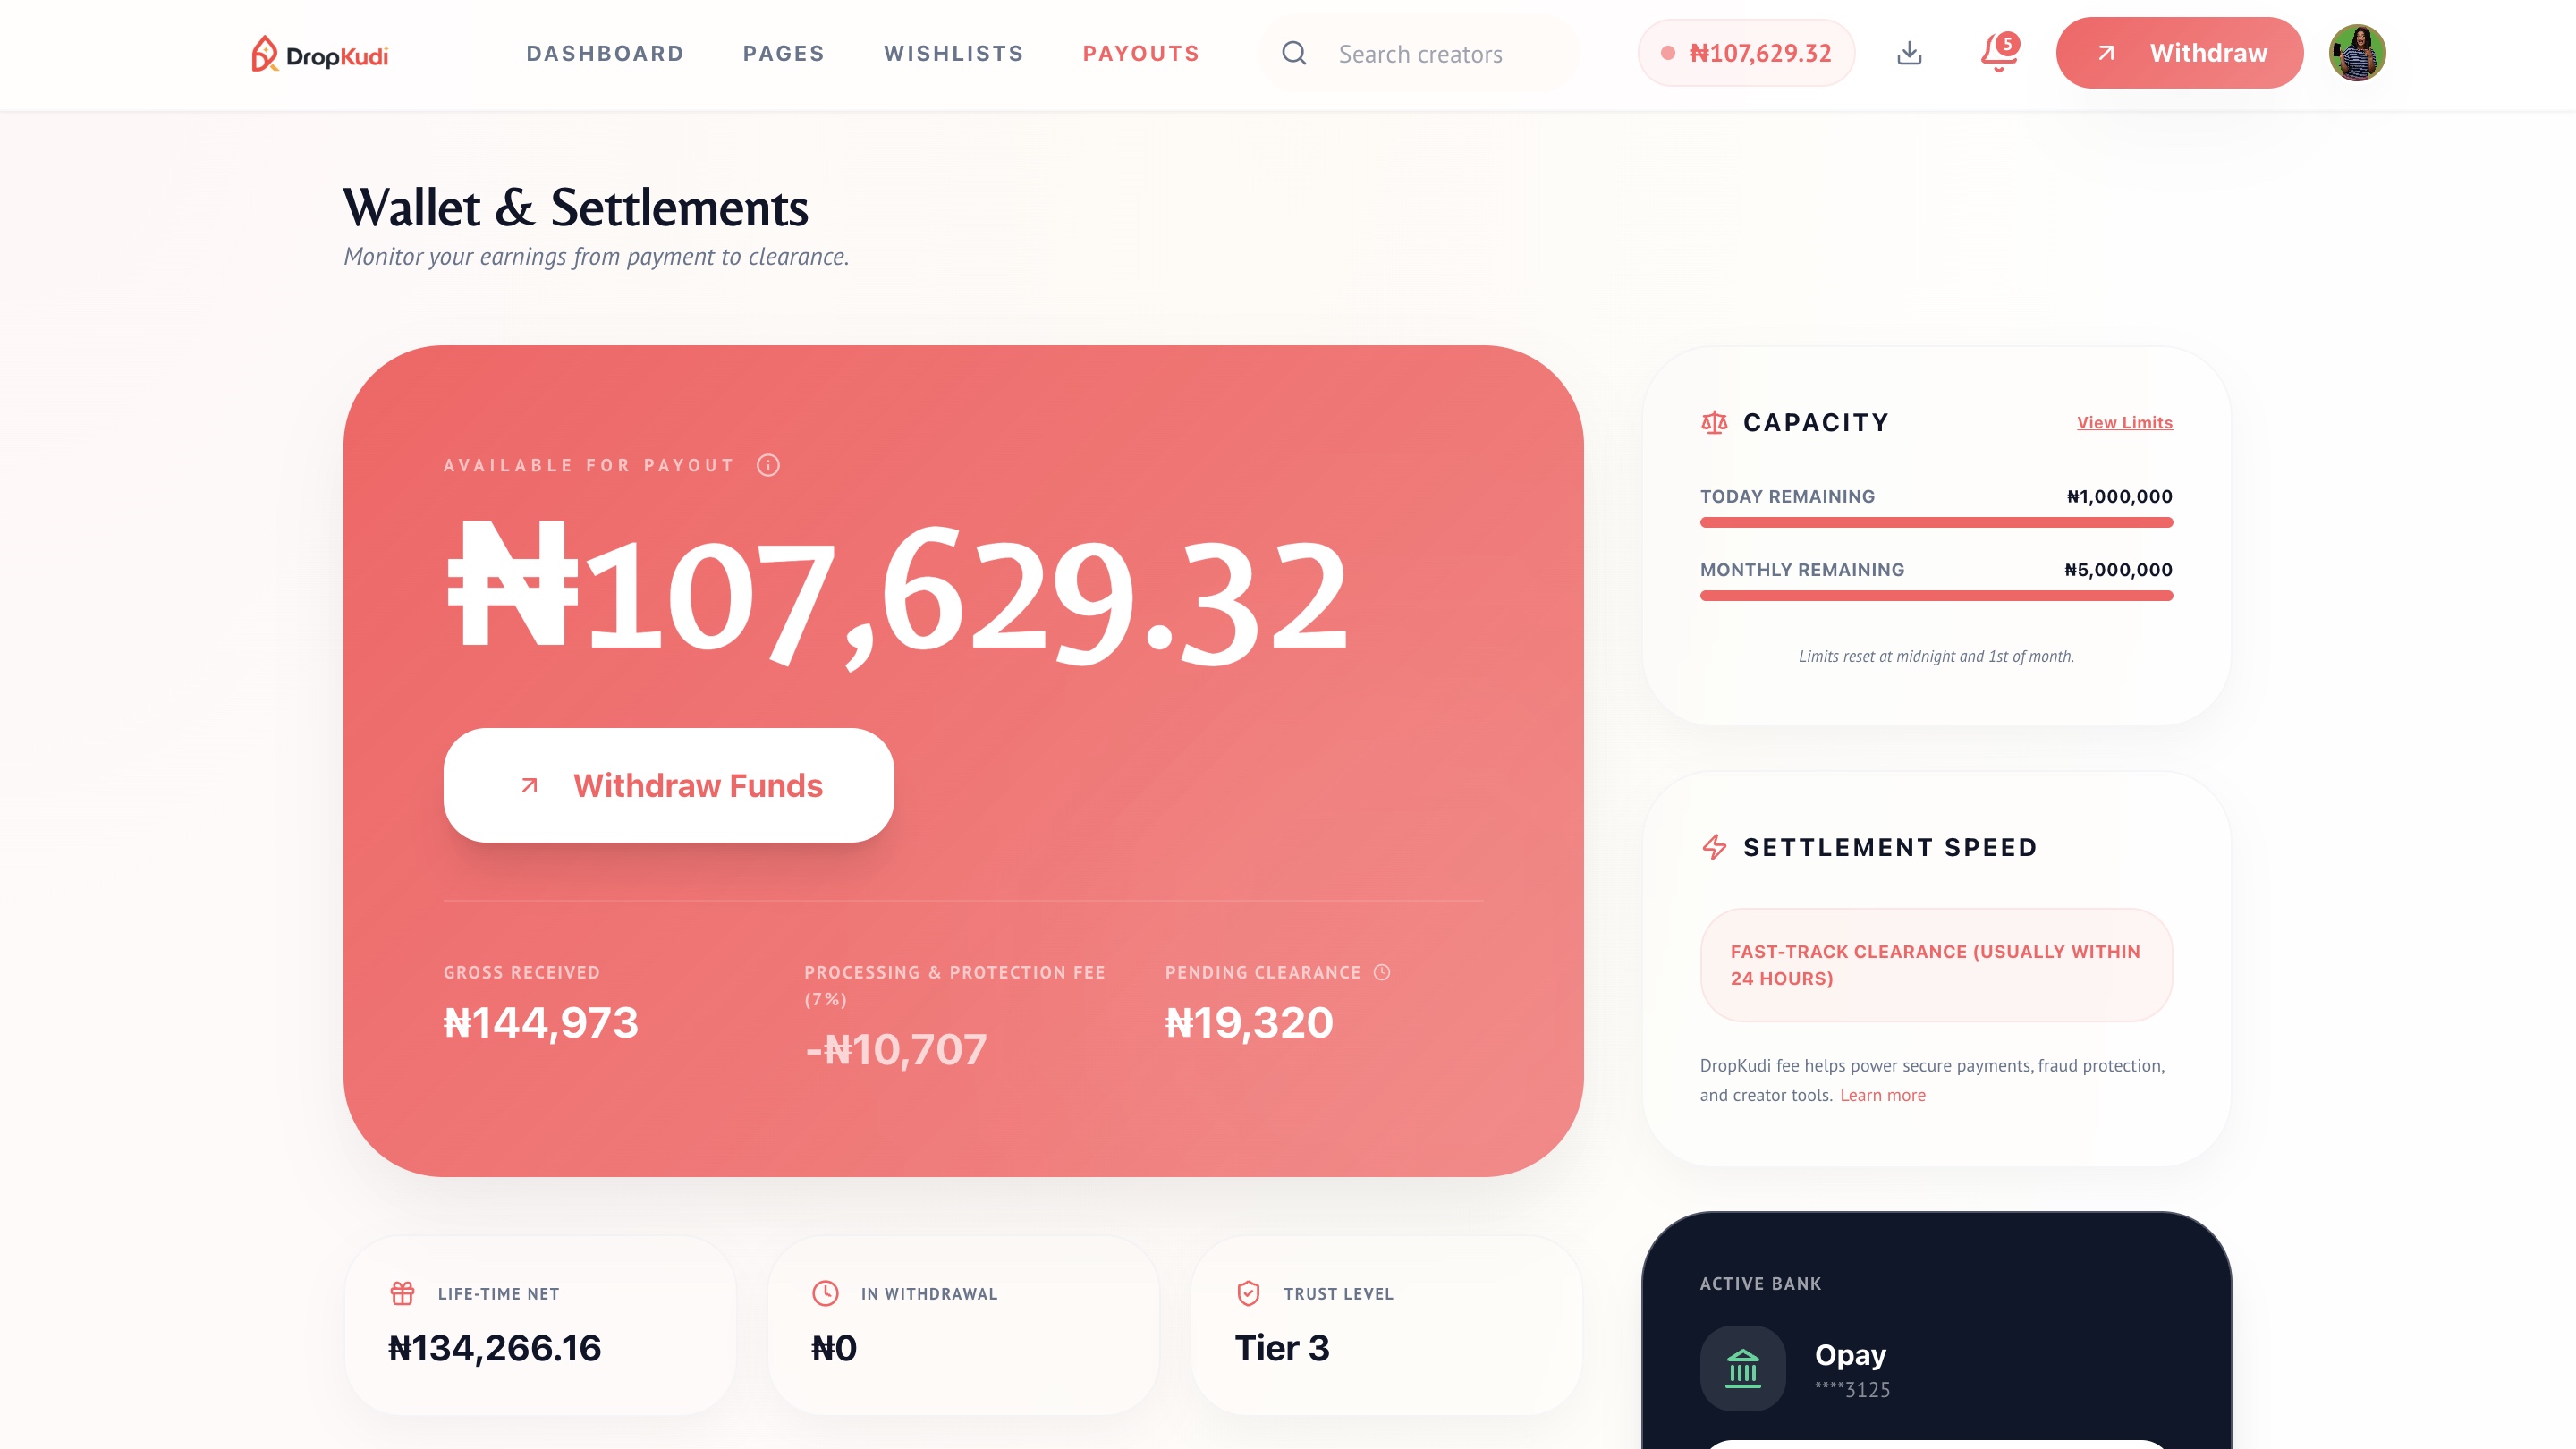 DropKudi
DASHBOARD
PAGES
WISHLISTS
PAYOUTS
Search creators
₦107,629.32
5
Withdraw
Wallet & Settlements
Monitor your earnings from payment to clearance.
AVAILABLE FOR PAYOUT
₦107,629.32
Withdraw Funds
GROSS RECEIVED
₦144,973
PROCESSING & PROTECTION FEE
(7%)
-₦10,707
PENDING CLEARANCE
₦19,320
CAPACITY
View Limits
TODAY REMAINING
₦1,000,000
MONTHLY REMAINING
₦5,000,000
Limits reset at midnight and 1st of month.
SETTLEMENT SPEED
FAST-TRACK CLEARANCE (USUALLY WITHIN
24 HOURS)
DropKudi fee helps power secure payments, fraud protection,
and creator tools. Learn more
LIFE-TIME NET
₦134,266.16
IN WITHDRAWAL
₦0
TRUST LEVEL
Tier 3
ACTIVE BANK
Opay
****3125